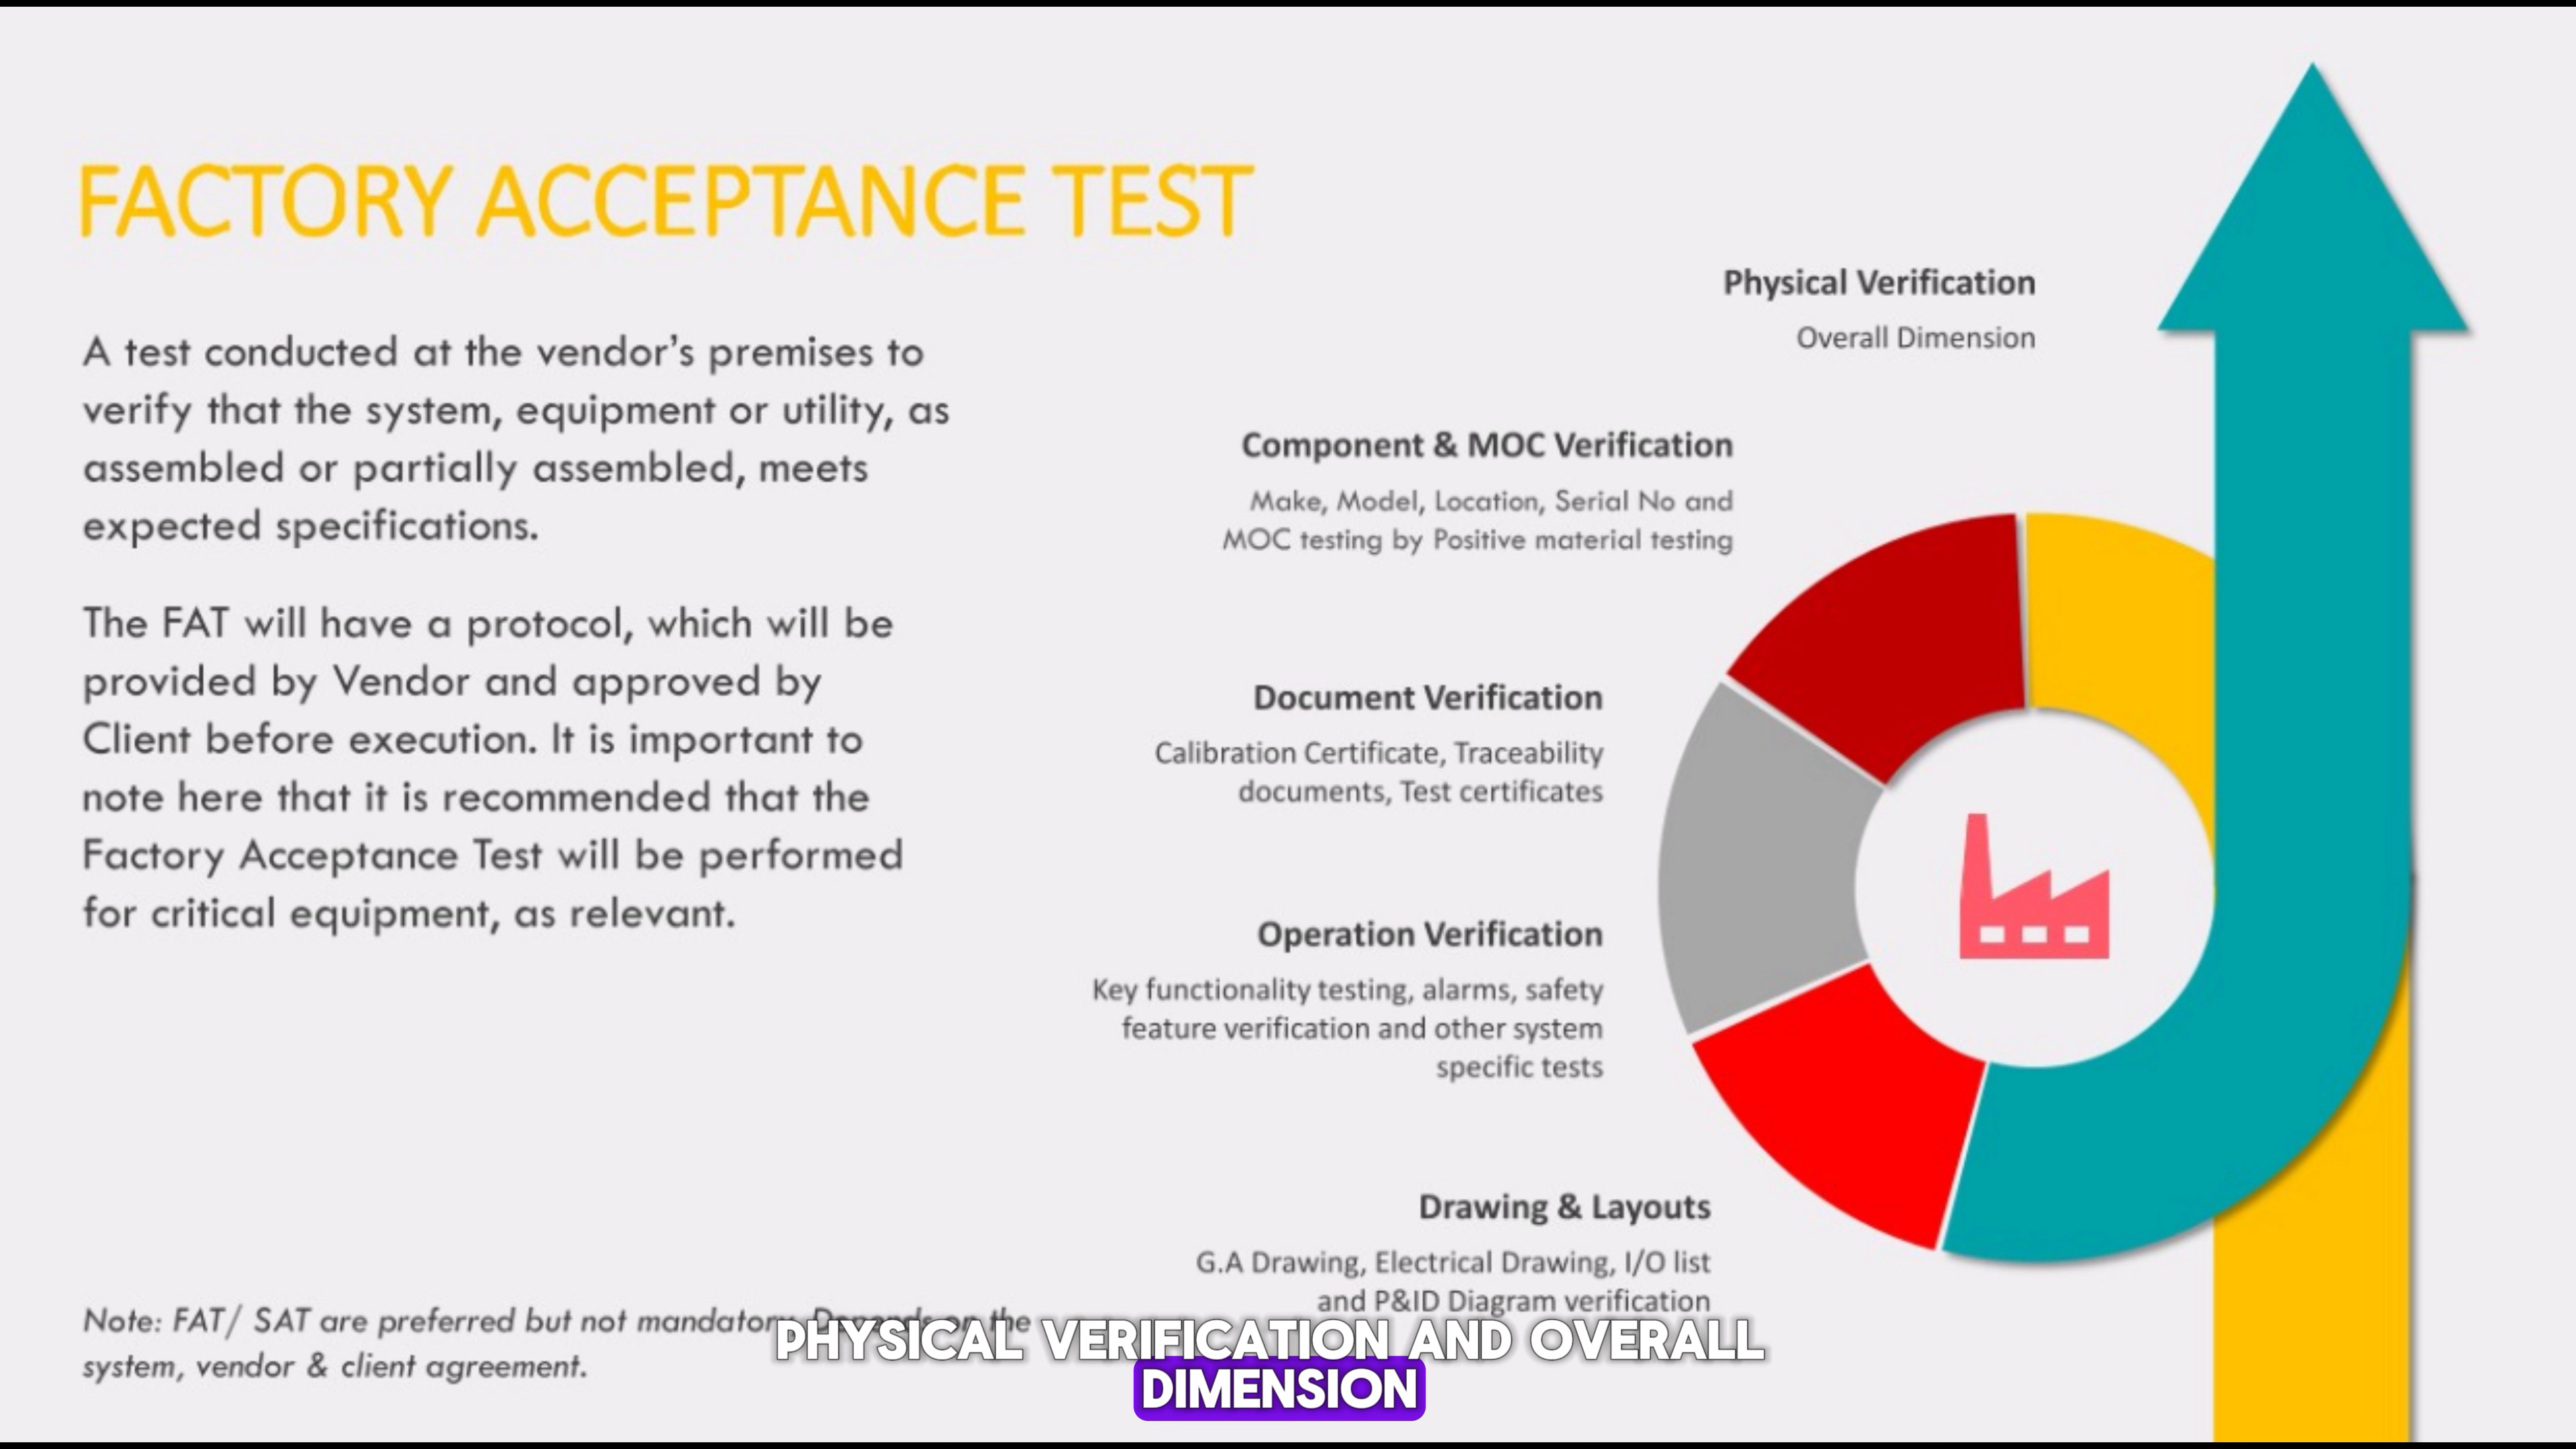 FACTORY ACCEPTANCE TEST
A test conducted at the vendor's premises to
verify that the system, equipment or utility, as
assembled or partially assembled, meets
expected specifications.
The FAT will have a protocol, which will be
provided by Vendor and approved by
Client before execution. It is important to
note here that it is recommended that the
Factory Acceptance Test will be performed
for critical equipment, as relevant.
Note: FAT/ SAT are preferred but not mandatory. Depends on the
system, vendor & client agreement.
Physical Verification
Overall Dimension
Component & MOC Verification
Make, Model, Location, Serial No and
MOC testing by Positive material testing
Document Verification
Calibration Certificate, Traceability
documents, Test certificates
Operation Verification
Key functionality testing, alarms, safety
feature verification and other system
specific tests
Drawing & Layouts
G.A Drawing, Electrical Drawing, I/O list
and P&ID Diagram verification
PHYSICAL VERIFICATION AND OVERALL
DIMENSION